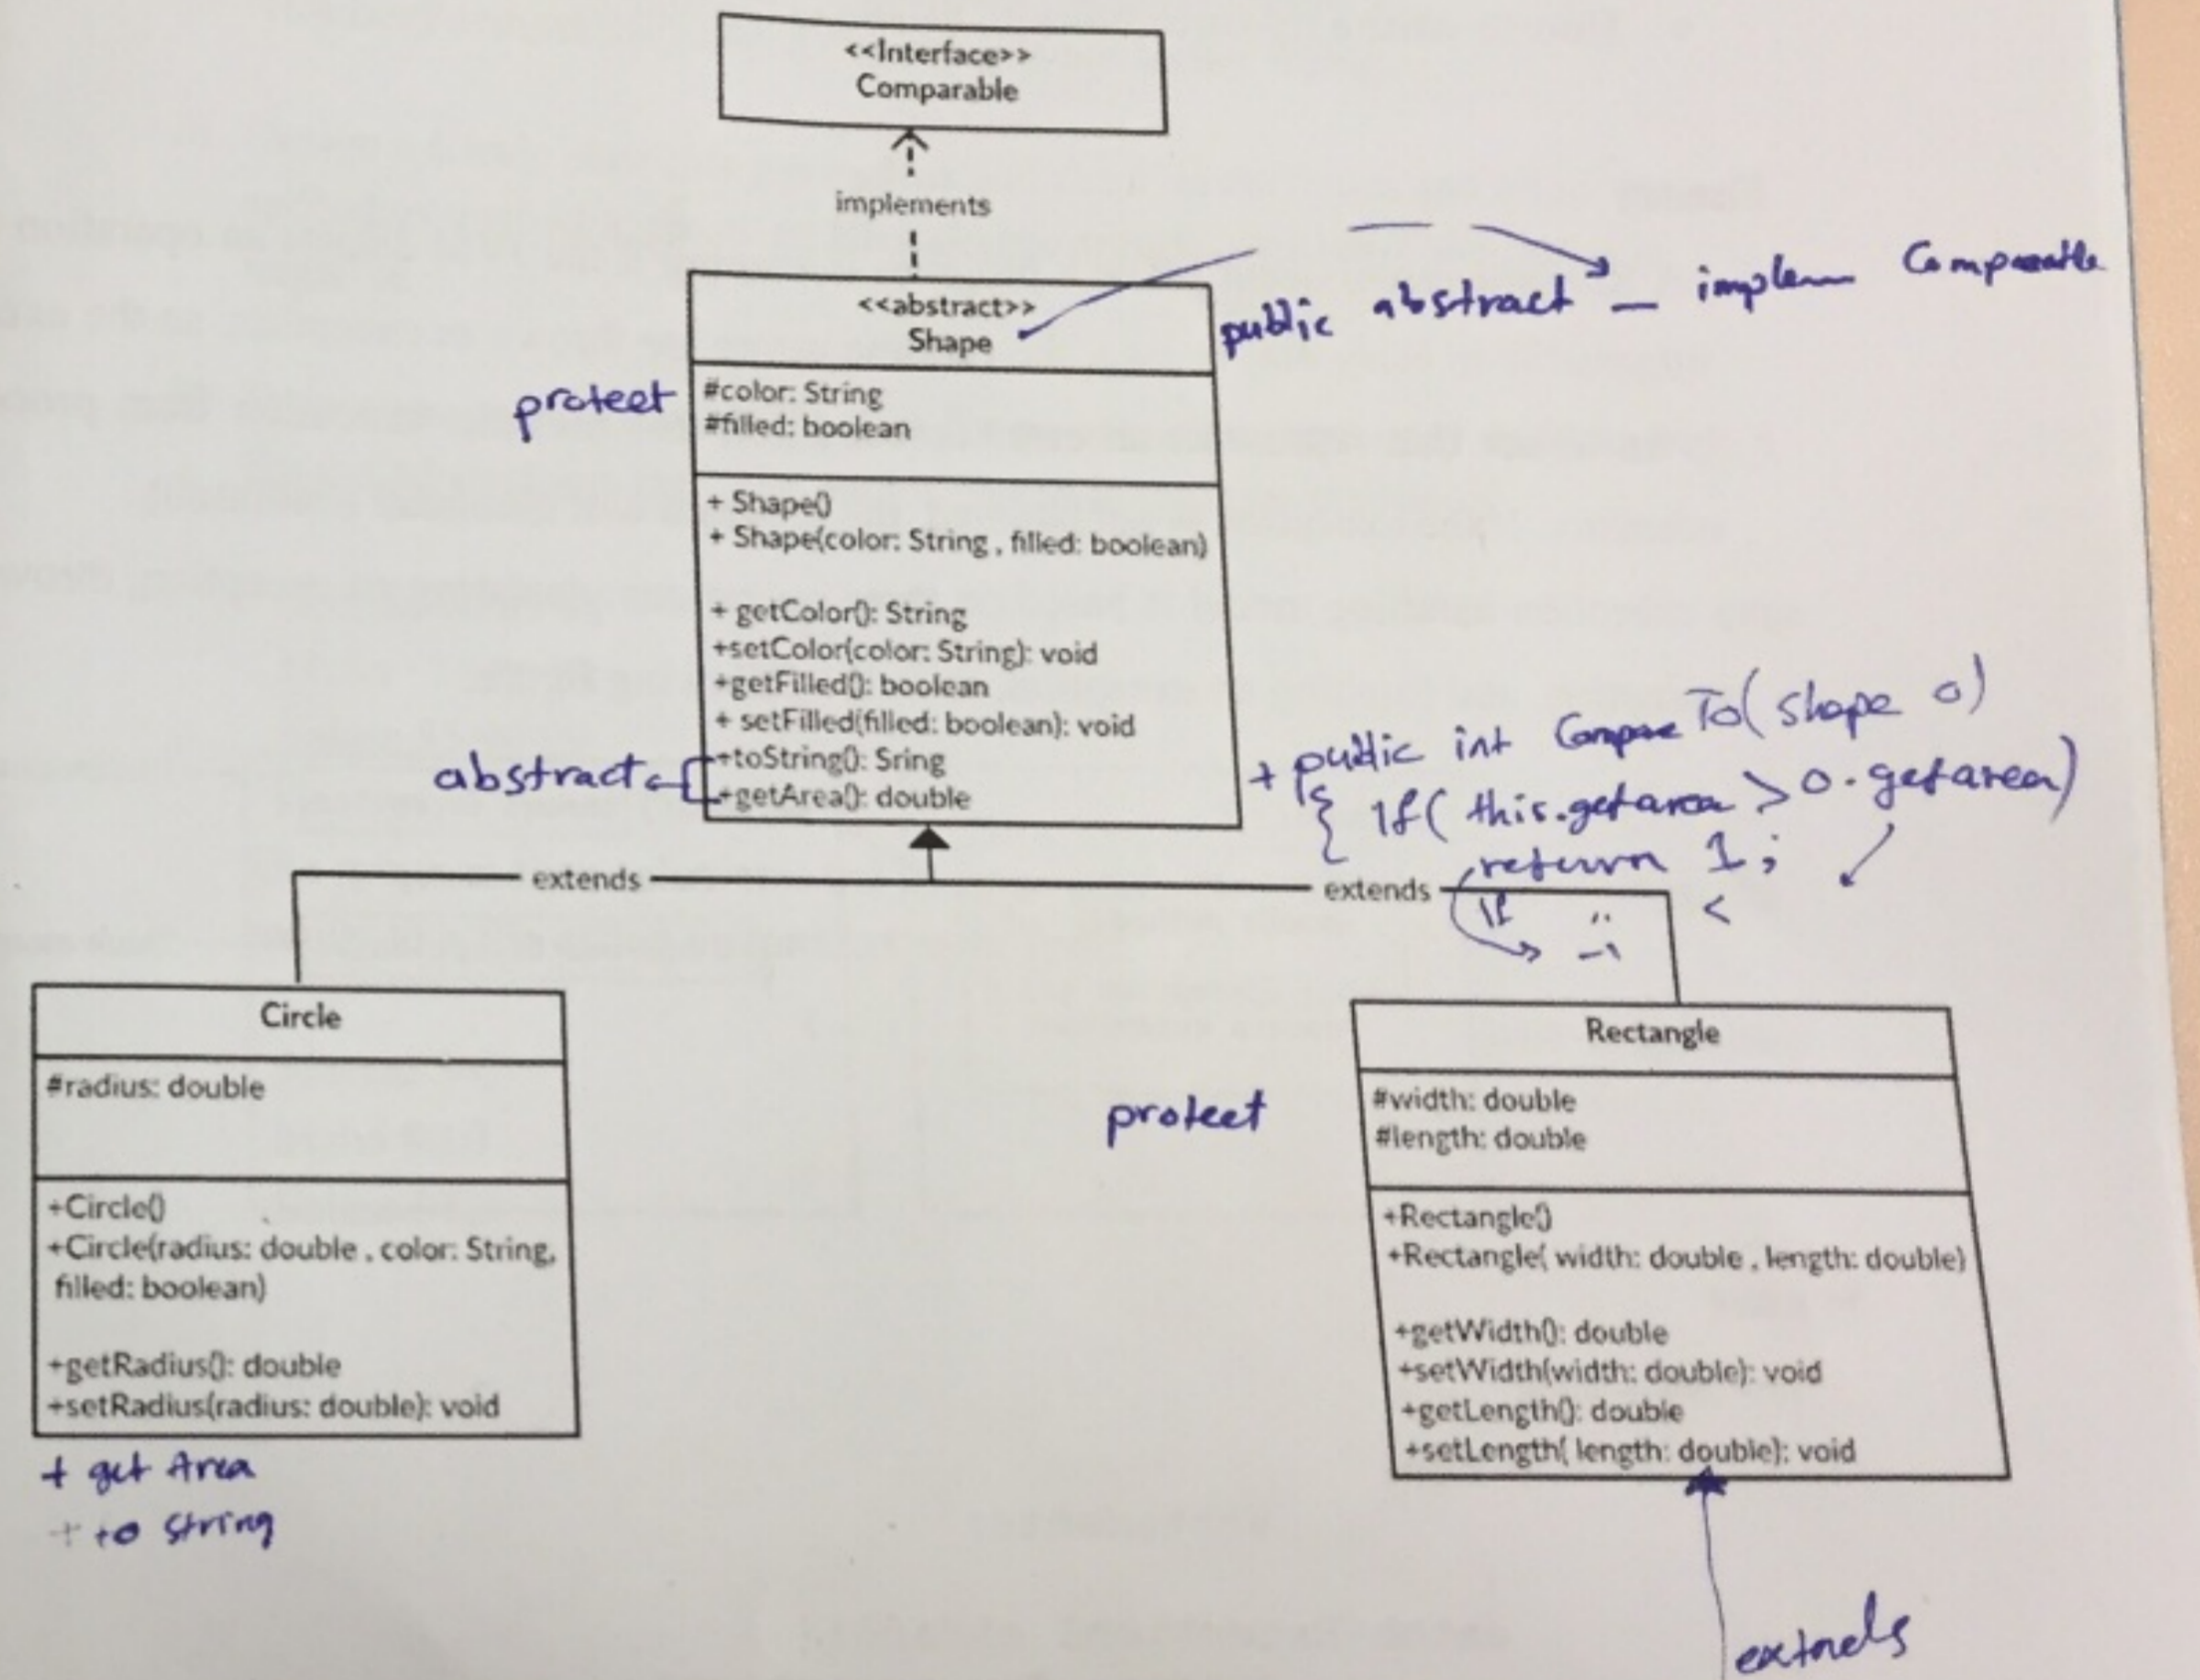 <<Interface>>
Comparable
implements
<<abstract>>
Shape
public abstract _ implem Comparable
protect
#color: String
#filled: boolean
+ Shape()
+ Shape(color: String , filled: boolean)
+ getColor(): String
+setColor(color: String): void
+getFilled(): boolean
+ setFilled(filled: boolean): void
+toString(): Sring
+getArea(): double
abstract
+ public int CompareTo(shape o)
{ If( this.getarea > o.getarea)
return 1;
If " <
-1
extends
extends
Circle
#radius: double
+Circle()
+Circle(radius: double , color: String,
filled: boolean)
+getRadius(): double
+setRadius(radius: double): void
+ get Area
+ to string
Rectangle
protect
#width: double
#length: double
+Rectangle()
+Rectangle( width: double , length: double)
+getWidth(): double
+setWidth(width: double): void
+getLength(): double
+setLength( length: double): void
extends